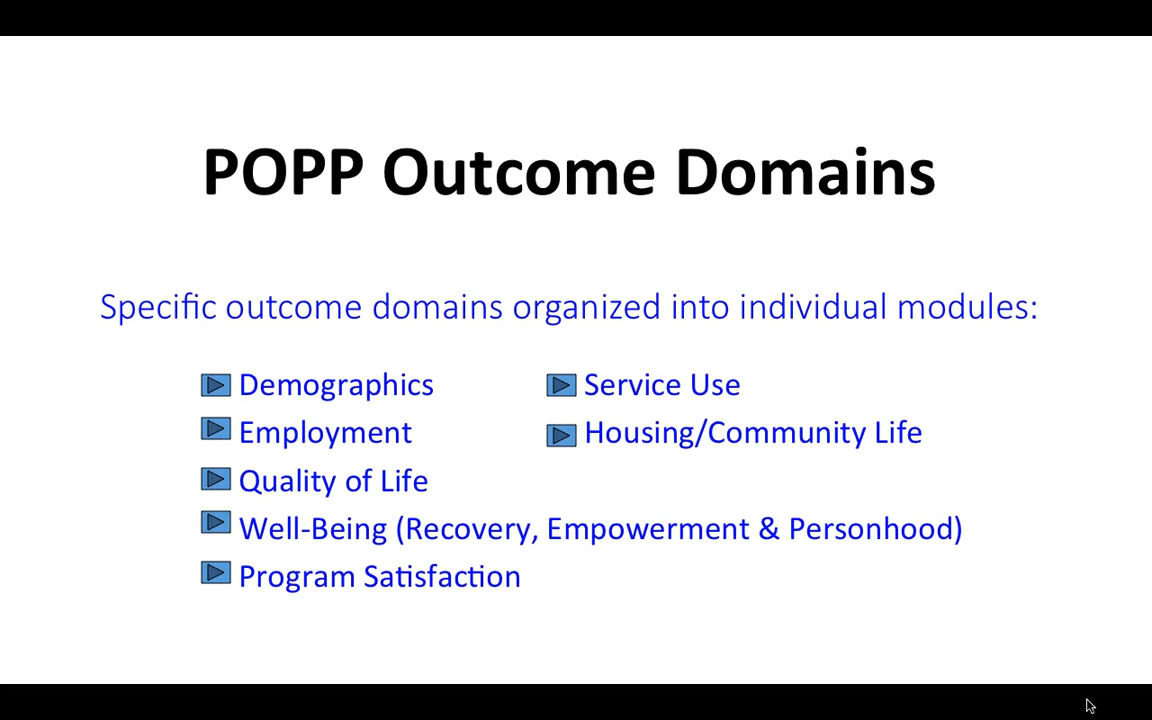 POPP Outcome Domains
Specific outcome domains organized into individual modules:
Demographics
Employment
Quality of Life
Well-Being (Recovery, Empowerment & Personhood)
Program Satisfaction
Service Use
Housing/Community Life